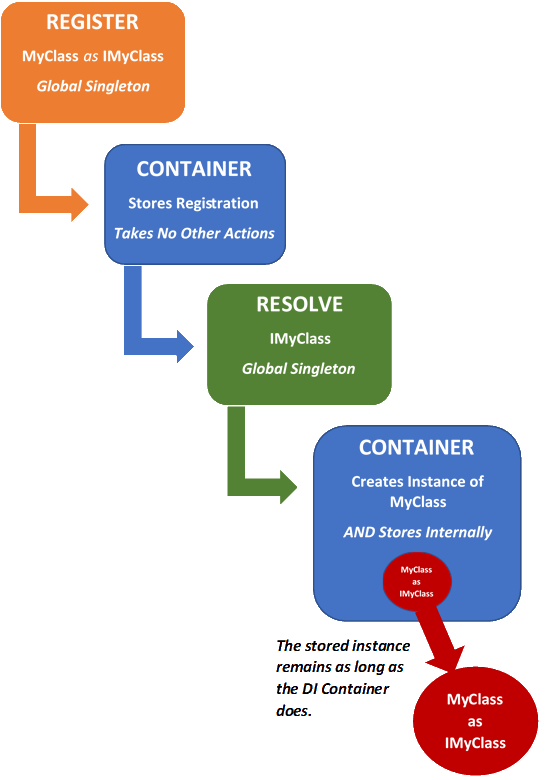 REGISTER
MyClass as IMyClass
Global Singleton
CONTAINER
Stores Registration
Takes No Other Actions
RESOLVE
IMyClass
Global Singleton
CONTAINER
Creates Instance of
MyClass
AND Stores Internally
MyClass
as
IMyClass
The stored instance
remains as long as
the DI Container
does.
MyClass
as
IMyClass